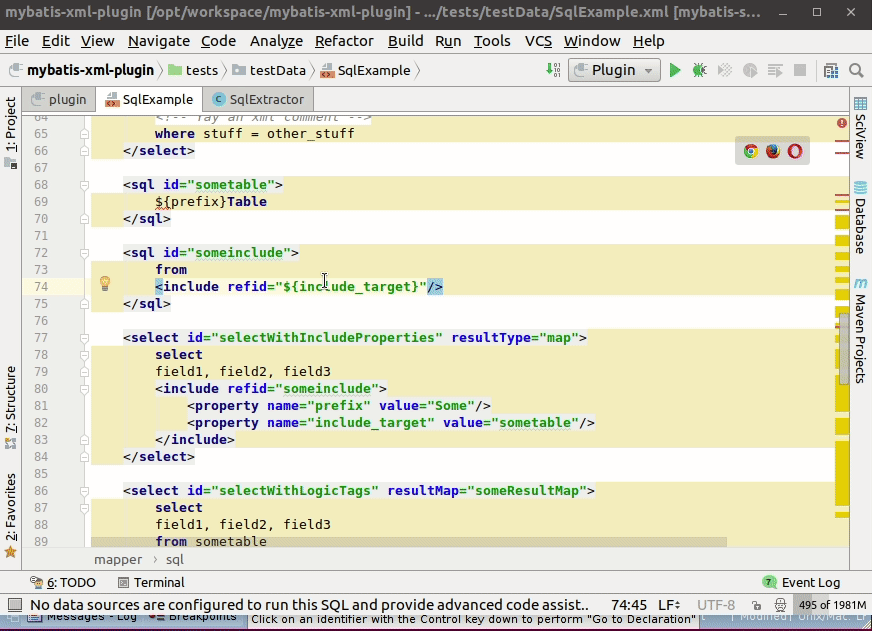 mybatis-xml-plugin [/opt/workspace/mybatis-xml-plugin] - .../tests/testData/SqlExample.xml [mybatis-s...
File Edit View Navigate Code Analyze Refactor Build Run Tools VCS Window Help
mybatis-xml-plugin tests testData SqlExample Plugin
plugin SqlExample SqlExtractor
1: Project
7: Structure
2: Favorites
64 <!-- Yay an xml comment -->
65 where stuff = other_stuff
66 </select>
67
68 <sql id="sometable">
69 ${prefix}Table
70 </sql>
71
72 <sql id="someinclude">
73 from
74 <include refid="${include_target}"/>
75 </sql>
76
77 <select id="selectWithIncludeProperties" resultType="map">
78 select
79 field1, field2, field3
80 <include refid="someinclude">
81 <property name="prefix" value="Some"/>
82 <property name="include_target" value="sometable"/>
83 </include>
84 </select>
85
86 <select id="selectWithLogicTags" resultMap="someResultMap">
87 select
88 field1, field2, field3
89 from sometable
SciView
Database
Maven Projects
mapper sql
6: TODO Terminal 7 Event Log
No data sources are configured to run this SQL and provide advanced code assist.. 74:45 LF UTF-8 495 of 1981M
Messages - Log Breakpoints Click on an identifier with the Control key down to perform "Go to Declaration" Modified Unix/Mac: LF